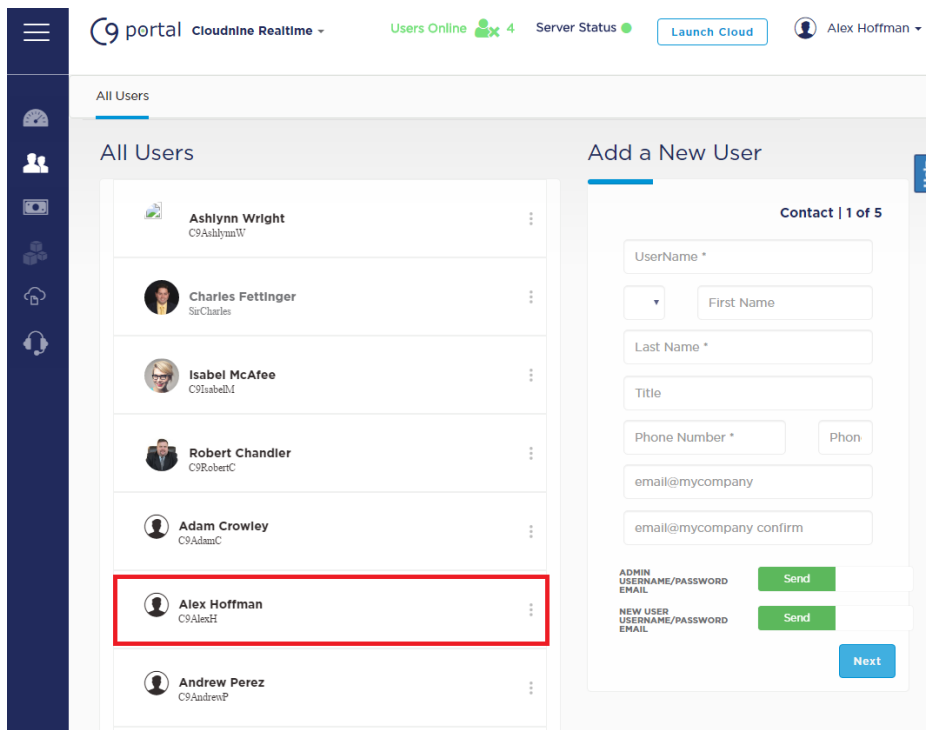 C9 portal Cloudnine Realtime
Users Online 4
Server Status
Launch Cloud
Alex Hoffman
All Users
All Users
Ashlynn Wright
C9AshlynnW
Charles Fettinger
SirCharles
Isabel McAfee
C9IsabelM
Robert Chandler
C9RobertC
Adam Crowley
C9AdamC
Alex Hoffman
C9AlexH
Andrew Perez
C9AndrewP
Add a New User
Contact | 1 of 5
UserName *
First Name
Last Name *
Title
Phone Number *
Phon
email@mycompany
email@mycompany confirm
ADMIN
USERNAME/PASSWORD
EMAIL
Send
NEW USER
USERNAME/PASSWORD
EMAIL
Send
Next